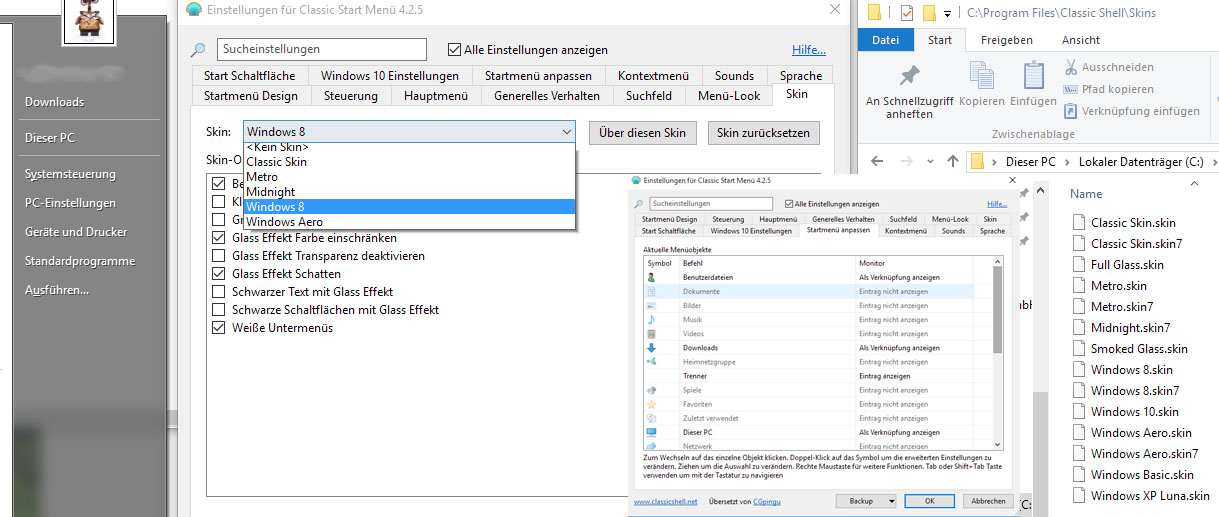 Downloads
Dieser PC
Systemsteuerung
PC-Einstellungen
Geräte und Drucker
Standardprogramme
Ausführen...
Einstellungen für Classic Start Menü 4.2.5
Sucheinstellungen
Alle Einstellungen anzeigen
Hilfe...
Start Schaltfläche
Windows 10 Einstellungen
Startmenü anpassen
Kontextmenü
Sounds
Sprache
Startmenü Design
Steuerung
Hauptmenü
Generelles Verhalten
Suchfeld
Menü-Look
Skin
Skin:
Windows 8
Über diesen Skin
Skin zurücksetzen
<Kein Skin>
Classic Skin
Metro
Midnight
Windows 8
Windows Aero
Skin-O
Be
Kl
Gr
Glass Effekt Farbe einschränken
Glass Effekt Transparenz deaktivieren
Glass Effekt Schatten
Schwarzer Text mit Glass Effekt
Schwarze Schaltflächen mit Glass Effekt
Weiße Untermenüs
Einstellungen für Classic Start Menü 4.2.5
Sucheinstellungen
Alle Einstellungen anzeigen
Hilfe...
Startmenü Design
Steuerung
Hauptmenü
Generelles Verhalten
Suchfeld
Menü-Look
Skin
Start Schaltfläche
Windows 10 Einstellungen
Startmenü anpassen
Kontextmenü
Sounds
Sprache
Aktuelle Menüobjekte
Symbol Befehl Monitor
Benutzerdateien Als Verknüpfung anzeigen
Dokumente Eintrag nicht anzeigen
Bilder Eintrag nicht anzeigen
Musik Eintrag nicht anzeigen
Videos Eintrag nicht anzeigen
Downloads Als Verknüpfung anzeigen
Heimnetzgruppe Eintrag nicht anzeigen
Trenner Eintrag anzeigen
Spiele Eintrag nicht anzeigen
Favoriten Eintrag nicht anzeigen
Zuletzt verwendet Eintrag nicht anzeigen
Dieser PC Als Verknüpfung anzeigen
Netzwerk Eintrag nicht anzeigen
Zum Wechseln auf das einzelne Objekt klicken. Doppel-Klick auf das Symbol um die erweiterten Einstellungen zu
verändern. Ziehen um die Auswahl zu verändern. Rechte Maustaste für weitere Funktionen. Tab oder Shift+Tab Taste
verwenden um mit der Tastatur zu navigieren
www.classicshell.net
Übersetzt von CGpingu
Backup
OK
Abbrechen
C:\Program Files\Classic Shell\Skins
Datei
Start
Freigeben
Ansicht
An Schnellzugriff
anheften
Kopieren
Einfügen
Ausschneiden
Pfad kopieren
Verknüpfung einfügen
Zwischenablage
Dieser PC
Lokaler Datenträger (C:)
Name
Classic Skin.skin
Classic Skin.skin7
Full Glass.skin
Metro.skin
Metro.skin7
Midnight.skin7
Smoked Glass.skin
Windows 8.skin
Windows 8.skin7
Windows 10.skin
Windows Aero.skin
Windows Aero.skin7
Windows Basic.skin
Windows XP Luna.skin